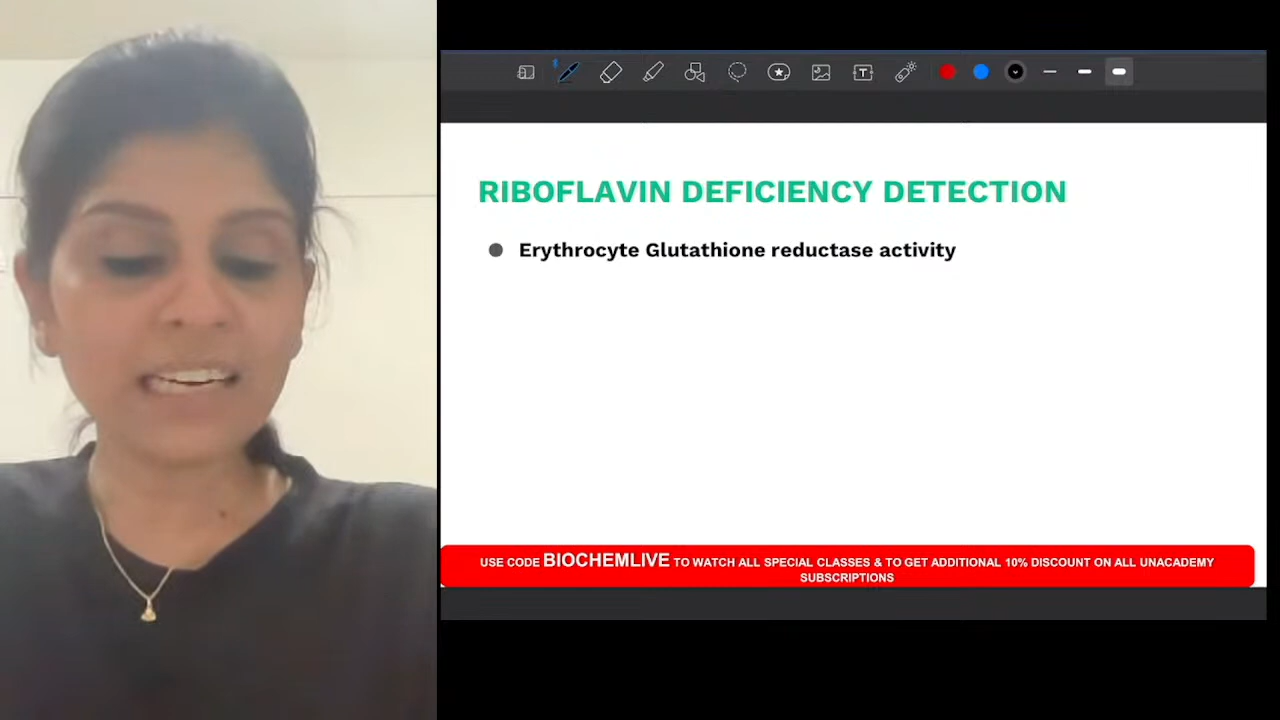 RIBOFLAVIN DEFICIENCY DETECTION
● Erythrocyte Glutathione reductase activity
USE CODE BIOCHEMLIVE TO WATCH ALL SPECIAL CLASSES & TO GET ADDITIONAL 10% DISCOUNT ON ALL UNACADEMY
SUBSCRIPTIONS